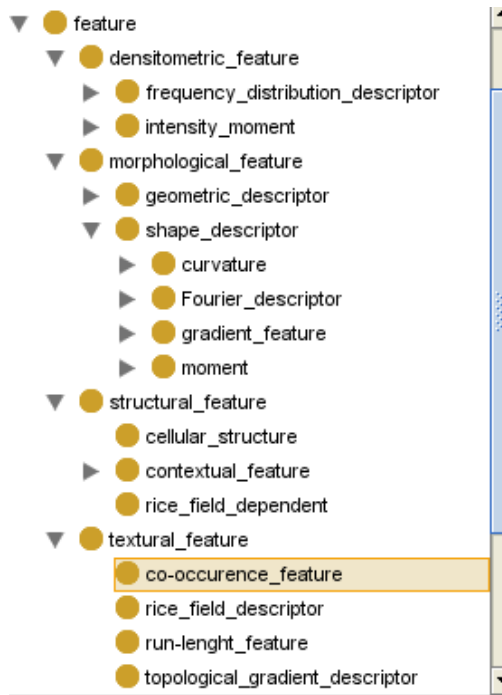 feature
densitometric_feature
frequency_distribution_descriptor
intensity_moment
morphological_feature
geometric_descriptor
shape_descriptor
curvature
Fourier_descriptor
gradient_feature
moment
structural_feature
cellular_structure
contextual_feature
rice_field_dependent
textural_feature
co-occurence_feature
rice_field_descriptor
run-lenght_feature
topological_gradient_descriptor